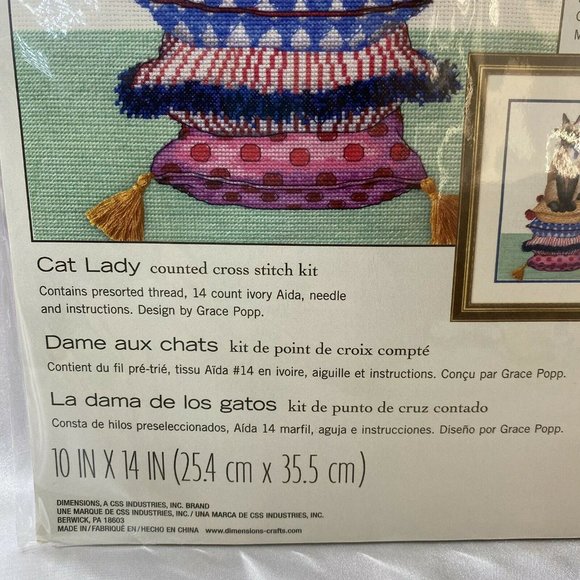 Cat Lady counted cross stitch kit
Contains presorted thread, 14 count ivory Aida, needle
and instructions. Design by Grace Popp.
Dame aux chats kit de point de croix compté
Contient du fil pré-trié, tissu Aïda #14 en ivoire, aiguille et instructions. Conçu par Grace Popp.
La dama de los gatos kit de punto de cruz contado
Consta de hilos preseleccionados, Aída 14 marfil, aguja e instrucciones. Diseño por Grace Popp.
10 IN X 14 IN (25.4 cm x 35.5 cm)
DIMENSIONS, A CSS INDUSTRIES, INC. BRAND
UNE MARQUE DE CSS INDUSTRIES, INC. / UNA MARCA DE CSS INDUSTRIES, INC.
BERWICK, PA 18603
MADE IN/FABRIQUÉ EN/HECHO EN CHINA www.dimensions-crafts.com